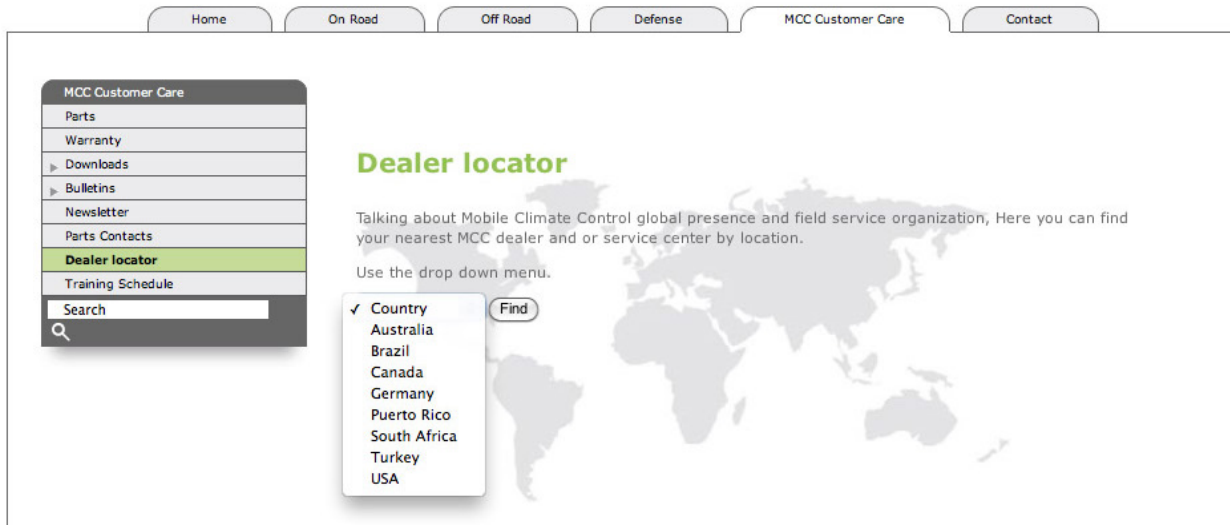 Home
On Road
Off Road
Defense
MCC Customer Care
Contact
MCC Customer Care
Parts
Warranty
Downloads
Bulletins
Newsletter
Parts Contacts
Dealer locator
Training Schedule
Search
Dealer locator
Talking about Mobile Climate Control global presence and field service organization, Here you can find
your nearest MCC dealer and or service center by location.
Use the drop down menu.
✓ Country
Find
Australia
Brazil
Canada
Germany
Puerto Rico
South Africa
Turkey
USA